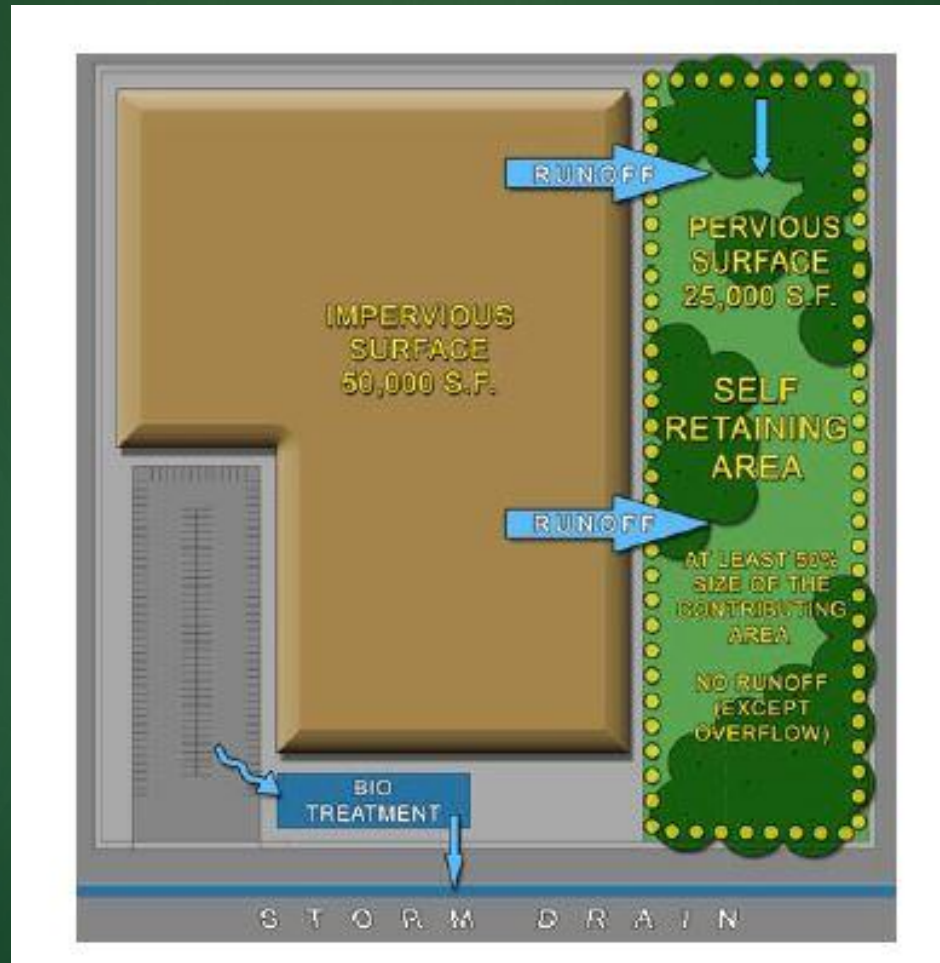 RUNOFF
PERVIOUS
SURFACE
25,000 S.F.
IMPERVIOUS
SURFACE
50,000 S.F.
SELF
RETAINING
AREA
RUNOFF
AT LEAST 50%
SIZE OF THE
CONTRIBUTING
AREA
NO RUNOFF
(EXCEPT
OVERFLOW)
BIO
TREATMENT
STORM DRAIN